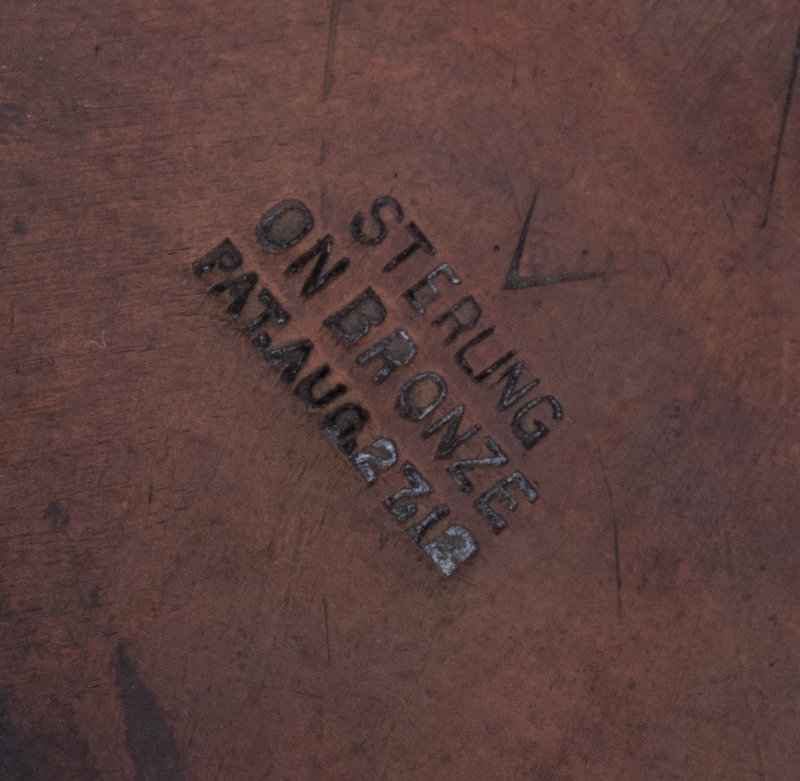 STERLING
ON BRONZE
PAT. AUG. 27.12